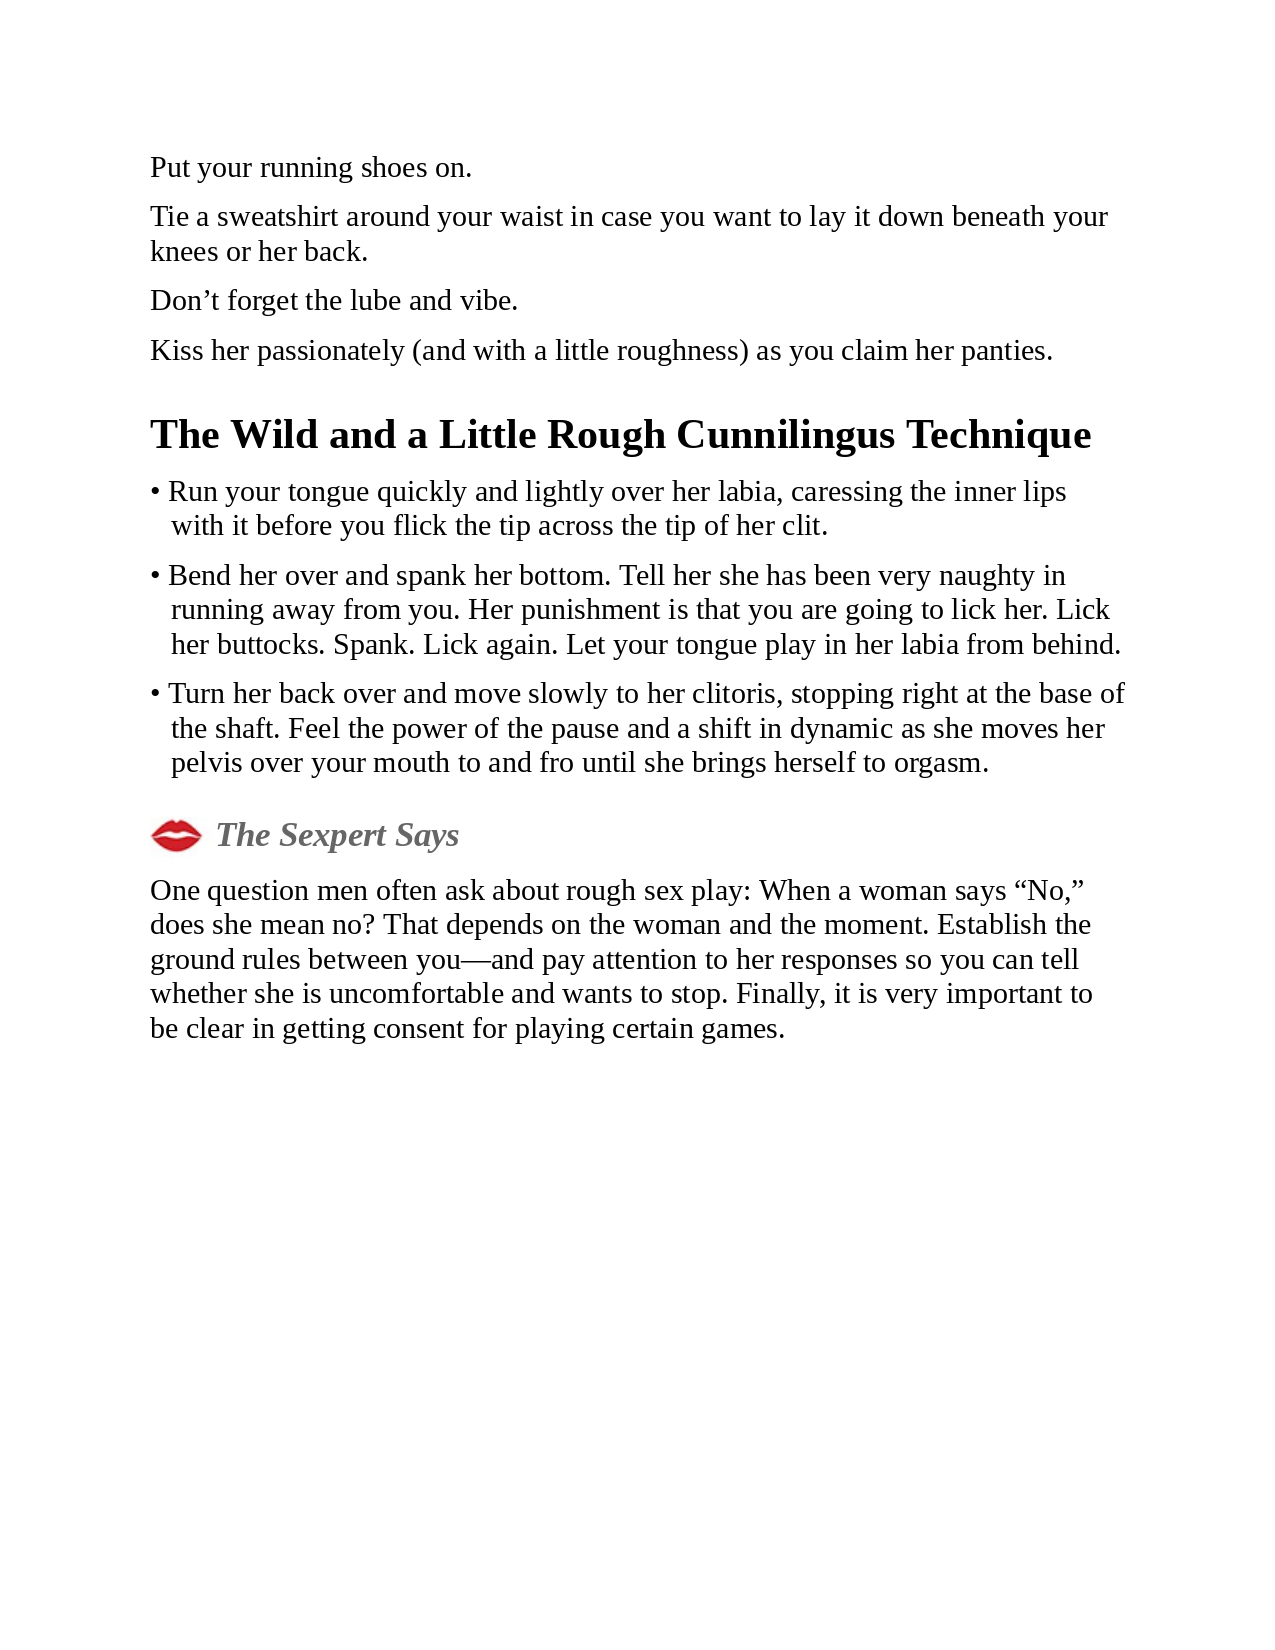 Put your running shoes on.
Tie a sweatshirt around your waist in case you want to lay it down beneath your
knees or her back.
Don’t forget the lube and vibe.
Kiss her passionately (and with a little roughness) as you claim her panties.
The Wild and a Little Rough Cunnilingus Technique
• Run your tongue quickly and lightly over her labia, caressing the inner lips
with it before you flick the tip across the tip of her clit.
• Bend her over and spank her bottom. Tell her she has been very naughty in
running away from you. Her punishment is that you are going to lick her. Lick
her buttocks. Spank. Lick again. Let your tongue play in her labia from behind.
• Turn her back over and move slowly to her clitoris, stopping right at the base of
the shaft. Feel the power of the pause and a shift in dynamic as she moves her
pelvis over your mouth to and fro until she brings herself to orgasm.
The Sexpert Says
One question men often ask about rough sex play: When a woman says “No,”
does she mean no? That depends on the woman and the moment. Establish the
ground rules between you—and pay attention to her responses so you can tell
whether she is uncomfortable and wants to stop. Finally, it is very important to
be clear in getting consent for playing certain games.